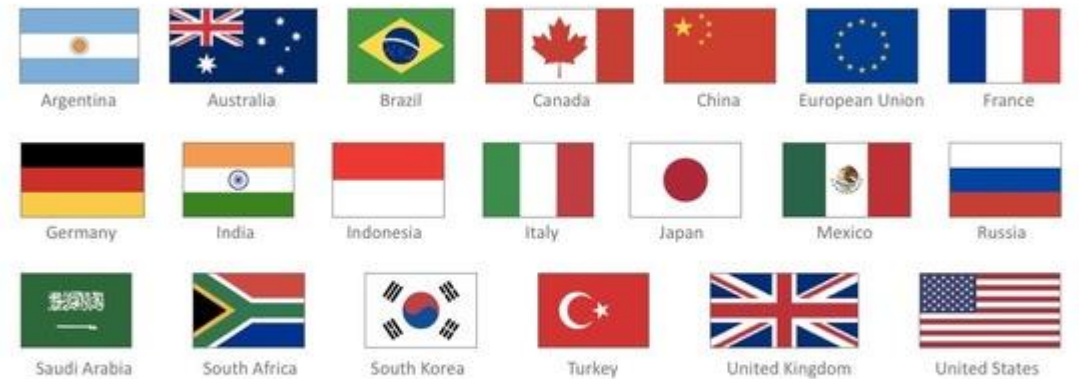 Argentina Australia Brazil Canada China European Union France
Germany India Indonesia Italy Japan Mexico Russia
Saudi Arabia South Africa South Korea Turkey United Kingdom United States